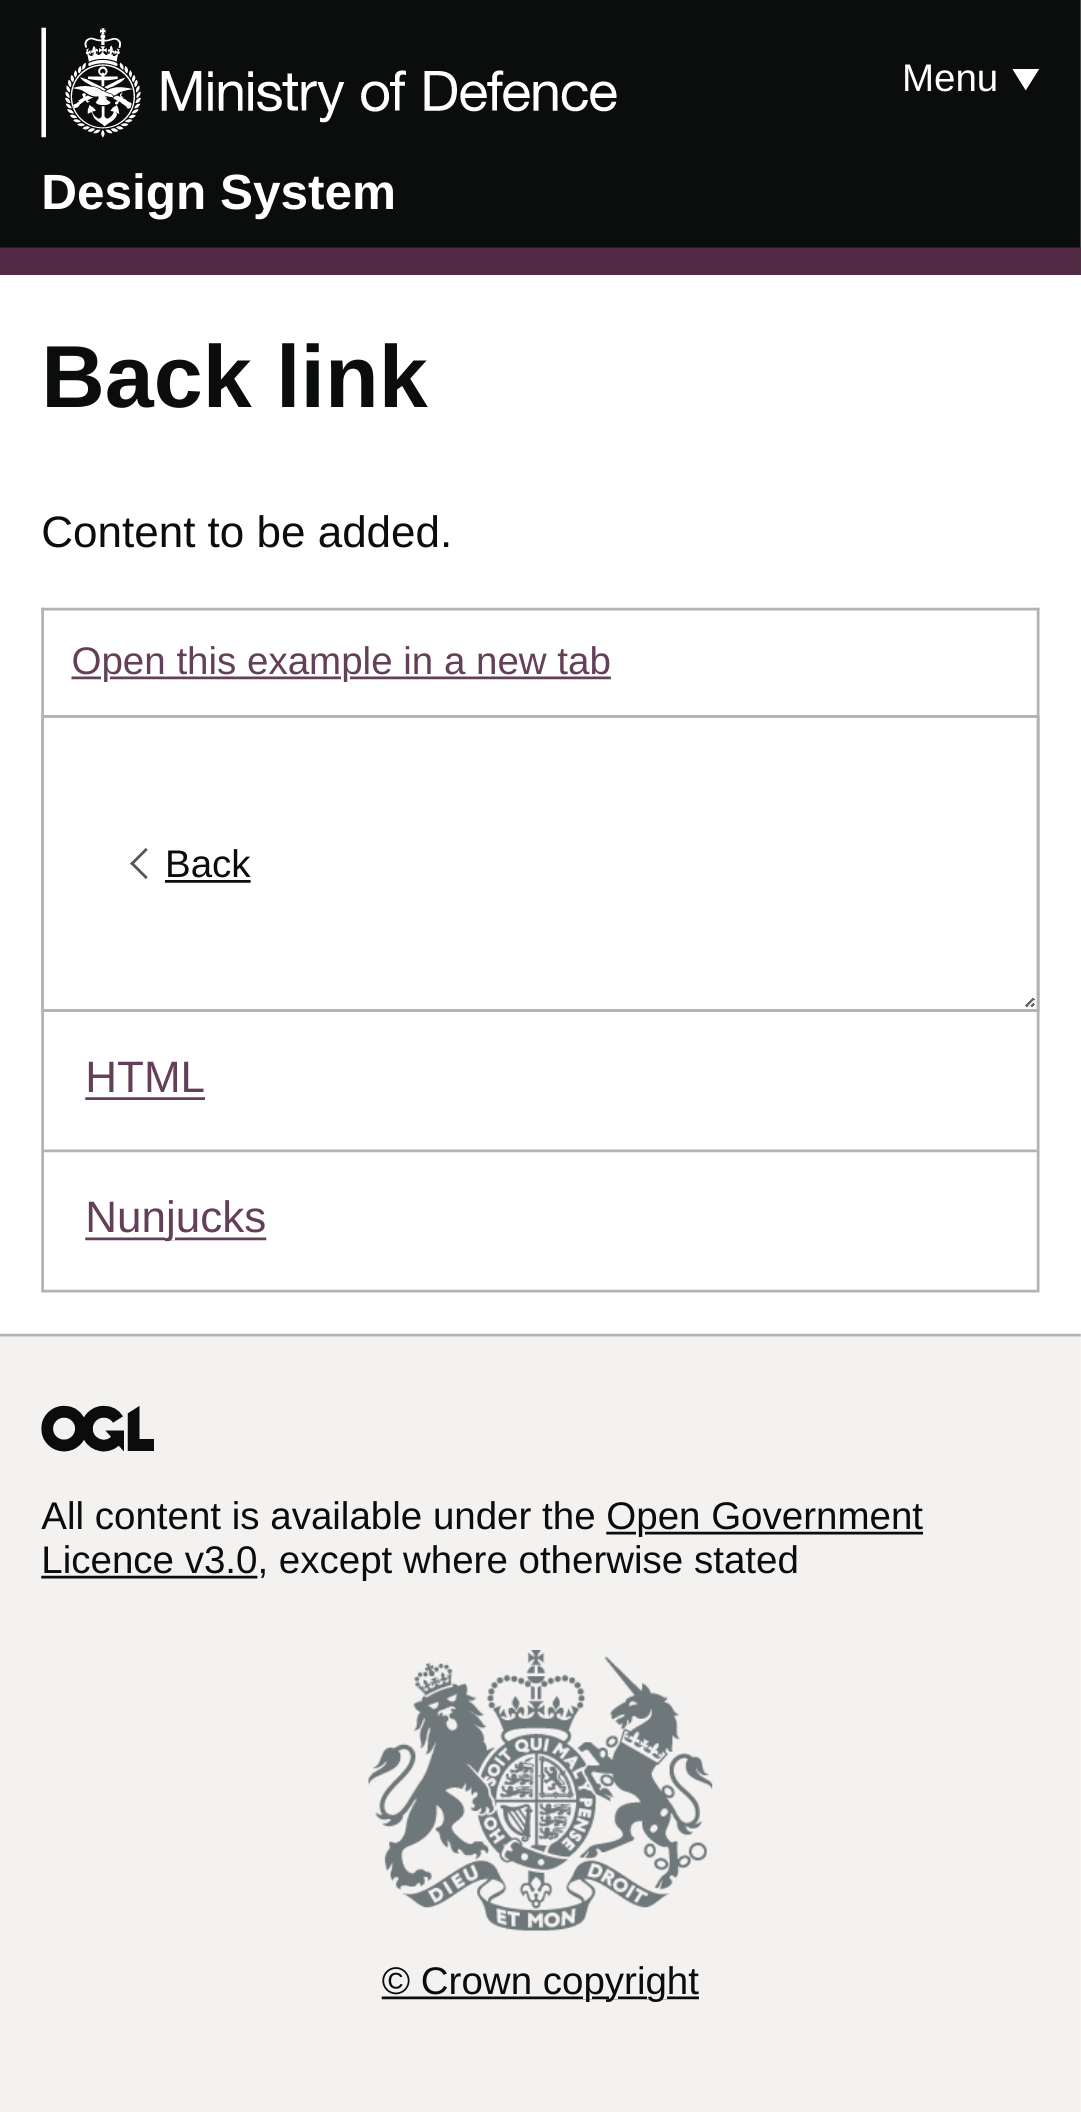 Ministry of Defence
Menu ▼
Design System
Back link
Content to be added.
Open this example in a new tab
Back
HTML
Nunjucks
OGL
All content is available under the Open Government
Licence v3.0, except where otherwise stated
HONI SOIT QUI MAL Y PENSE
DIEU ET MON DROIT
© Crown copyright